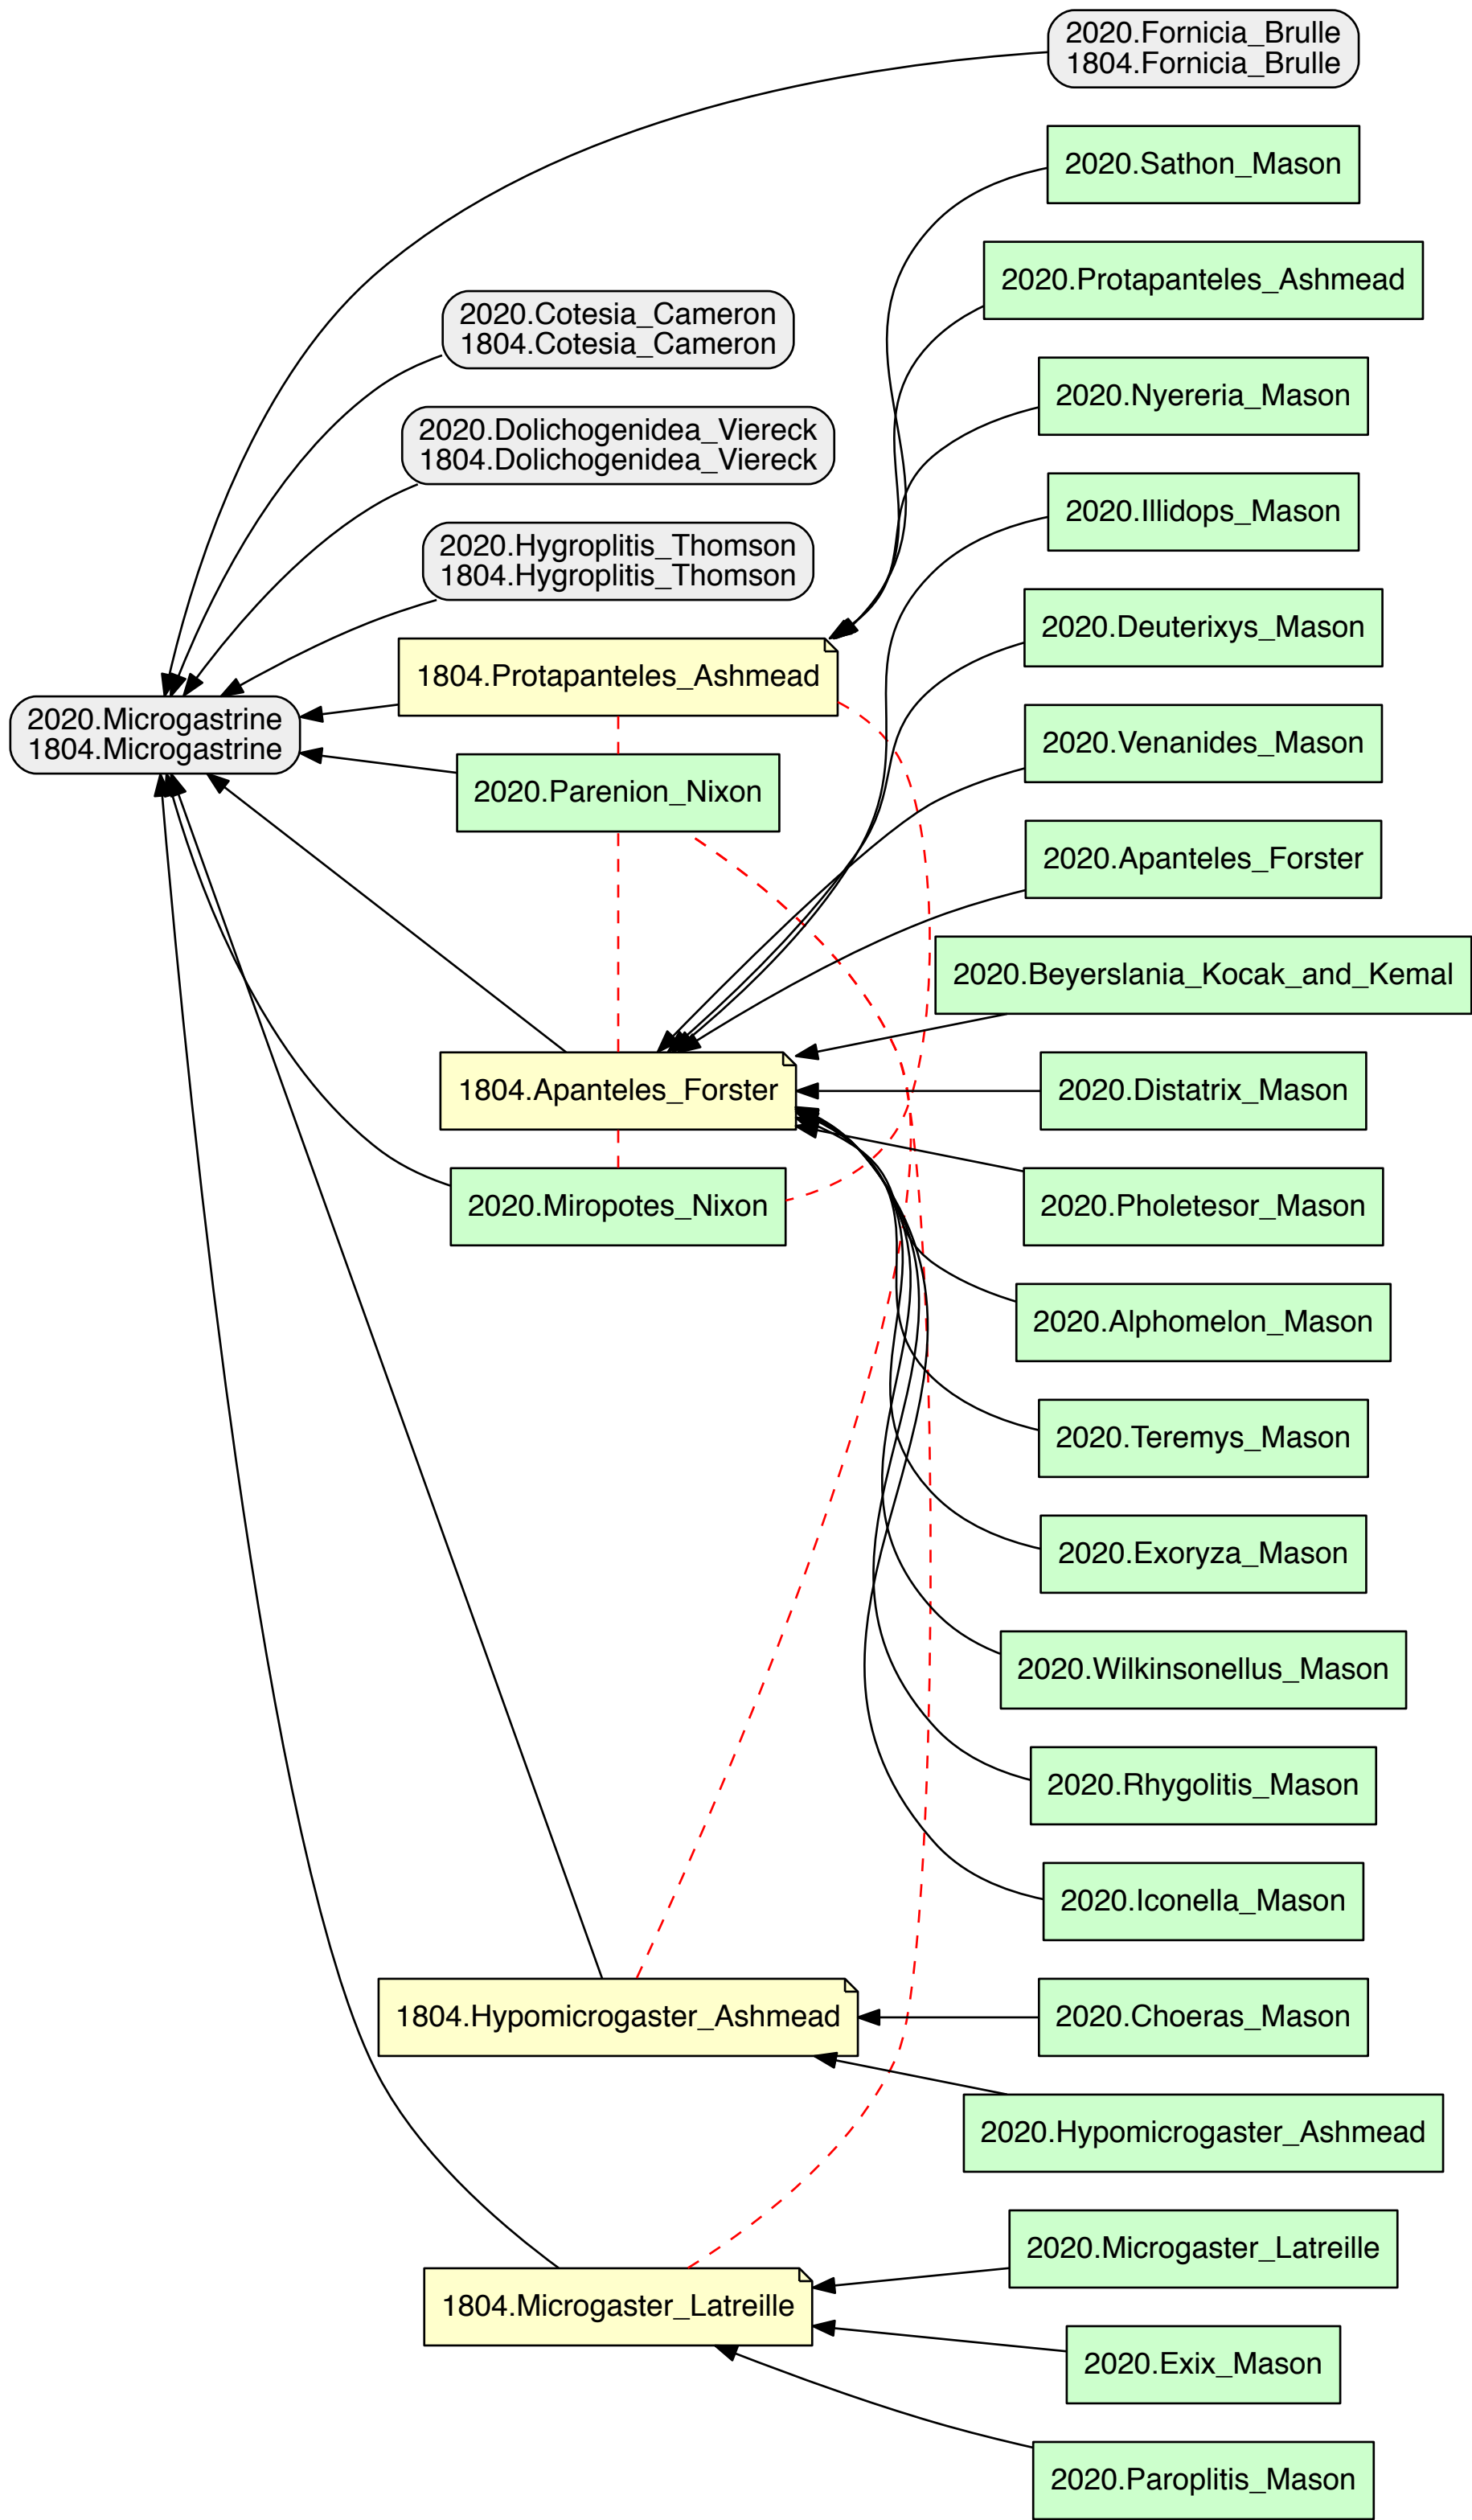 2020.Fornicia_Brulle
1804.Fornicia_Brulle
2020.Sathon_Mason
2020.Protapanteles_Ashmead
2020.Cotesia_Cameron
1804.Cotesia_Cameron
2020.Nyereria_Mason
2020.Dolichogenidea_Viereck
1804.Dolichogenidea_Viereck
2020.Illidops_Mason
2020.Hygroplitis_Thomson
1804.Hygroplitis_Thomson
2020.Deuterixys_Mason
1804.Protapanteles_Ashmead
2020.Microgastrine
1804.Microgastrine
2020.Venanides_Mason
2020.Parenion_Nixon
2020.Apanteles_Forster
2020.Beyerslania_Kocak_and_Kemal
1804.Apanteles_Forster
2020.Distatrix_Mason
2020.Miropotes_Nixon
2020.Pholetesor_Mason
2020.Alphomelon_Mason
2020.Teremys_Mason
2020.Exoryza_Mason
2020.Wilkinsonellus_Mason
2020.Rhygolitis_Mason
2020.Iconella_Mason
1804.Hypomicrogaster_Ashmead
2020.Choeras_Mason
2020.Hypomicrogaster_Ashmead
2020.Microgaster_Latreille
1804.Microgaster_Latreille
2020.Exix_Mason
2020.Paroplitis_Mason